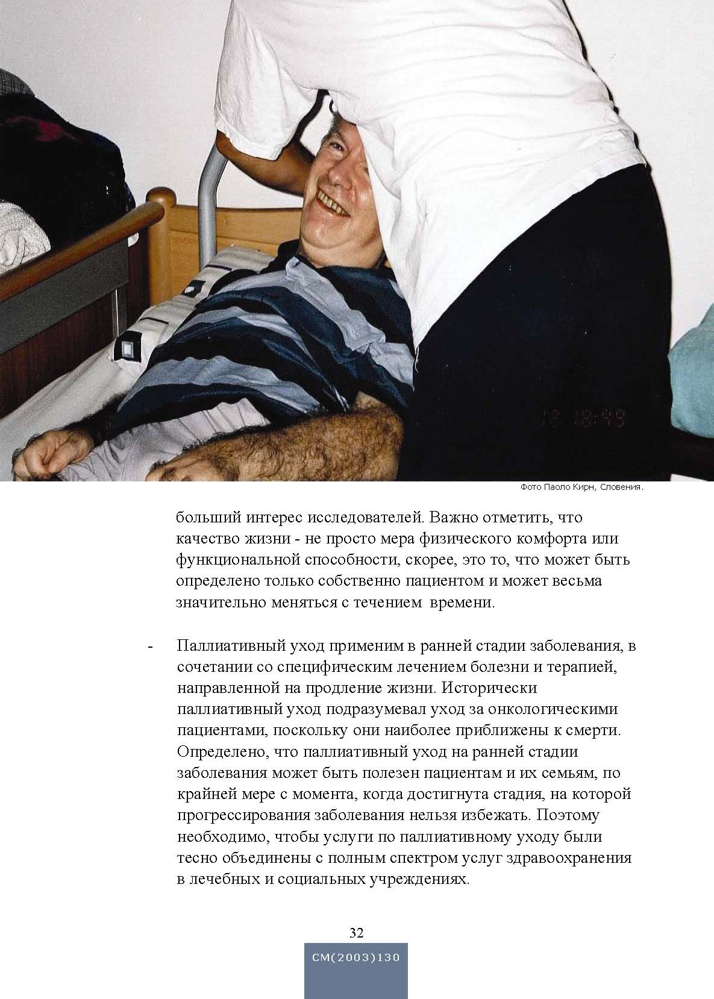 12 18:49
Фото Паоло Кирн, Словения.
больший интерес исследователей. Важно отметить, что
качество жизни - не просто мера физического комфорта или
функциональной способности, скорее, это то, что может быть
определено только собственно пациентом и может весьма
значительно меняться с течением  времени.
- Паллиативный уход применим в ранней стадии заболевания, в
сочетании со специфическим лечением болезни и терапией,
направленной на продление жизни. Исторически
паллиативный уход подразумевал уход за онкологическими
пациентами, поскольку они наиболее приближены к смерти.
Определено, что паллиативный уход на ранней стадии
заболевания может быть полезен пациентам и их семьям, по
крайней мере с момента, когда достигнута стадия, на которой
прогрессирования заболевания нельзя избежать. Поэтому
необходимо, чтобы услуги по паллиативному уходу были
тесно объединены с полным спектром услуг здравоохранения
в лечебных и социальных учреждениях.
32
CM(2003)130